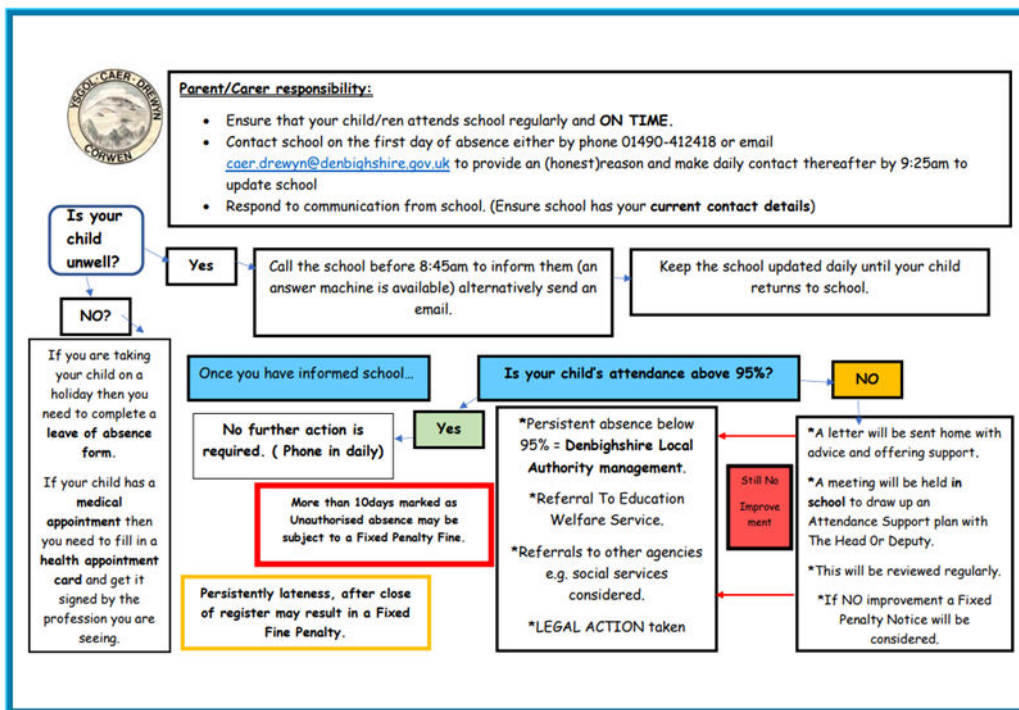 YSGOL · CAER · DREWYN
CORWEN
Parent/Carer responsibility:
• Ensure that your child/ren attends school regularly and ON TIME.
• Contact school on the first day of absence either by phone 01490-412418 or email
caer.drewyn@denbighshire.gov.uk to provide an (honest)reason and make daily contact thereafter by 9:25am to
update school
• Respond to communication from school. (Ensure school has your current contact details)
Is your
child
unwell?
Yes
Call the school before 8:45am to inform them (an
answer machine is available) alternatively send an
email.
Keep the school updated daily until your child
returns to school.
NO?
If you are taking
your child on a
holiday then you
need to complete a
leave of absence
form.
If your child has a
medical
appointment then
you need to fill in a
health appointment
card and get it
signed by the
profession you are
seeing.
Once you have informed school…
Is your child's attendance above 95%?
NO
Yes
No further action is
required. ( Phone in daily)
More than 10days marked as
Unauthorised absence may be
subject to a Fixed Penalty Fine.
Persistently lateness, after close
of register may result in a Fixed
Fine Penalty.
*Persistent absence below
95% = Denbighshire Local
Authority management.
*Referral To Education
Welfare Service.
*Referrals to other agencies
e.g. social services
considered.
*LEGAL ACTION taken
Still No
Improve
ment
*A letter will be sent home with
advice and offering support.
*A meeting will be held in
school to draw up an
Attendance Support plan with
The Head Or Deputy.
*This will be reviewed regularly.
*If NO improvement a Fixed
Penalty Notice will be
considered.